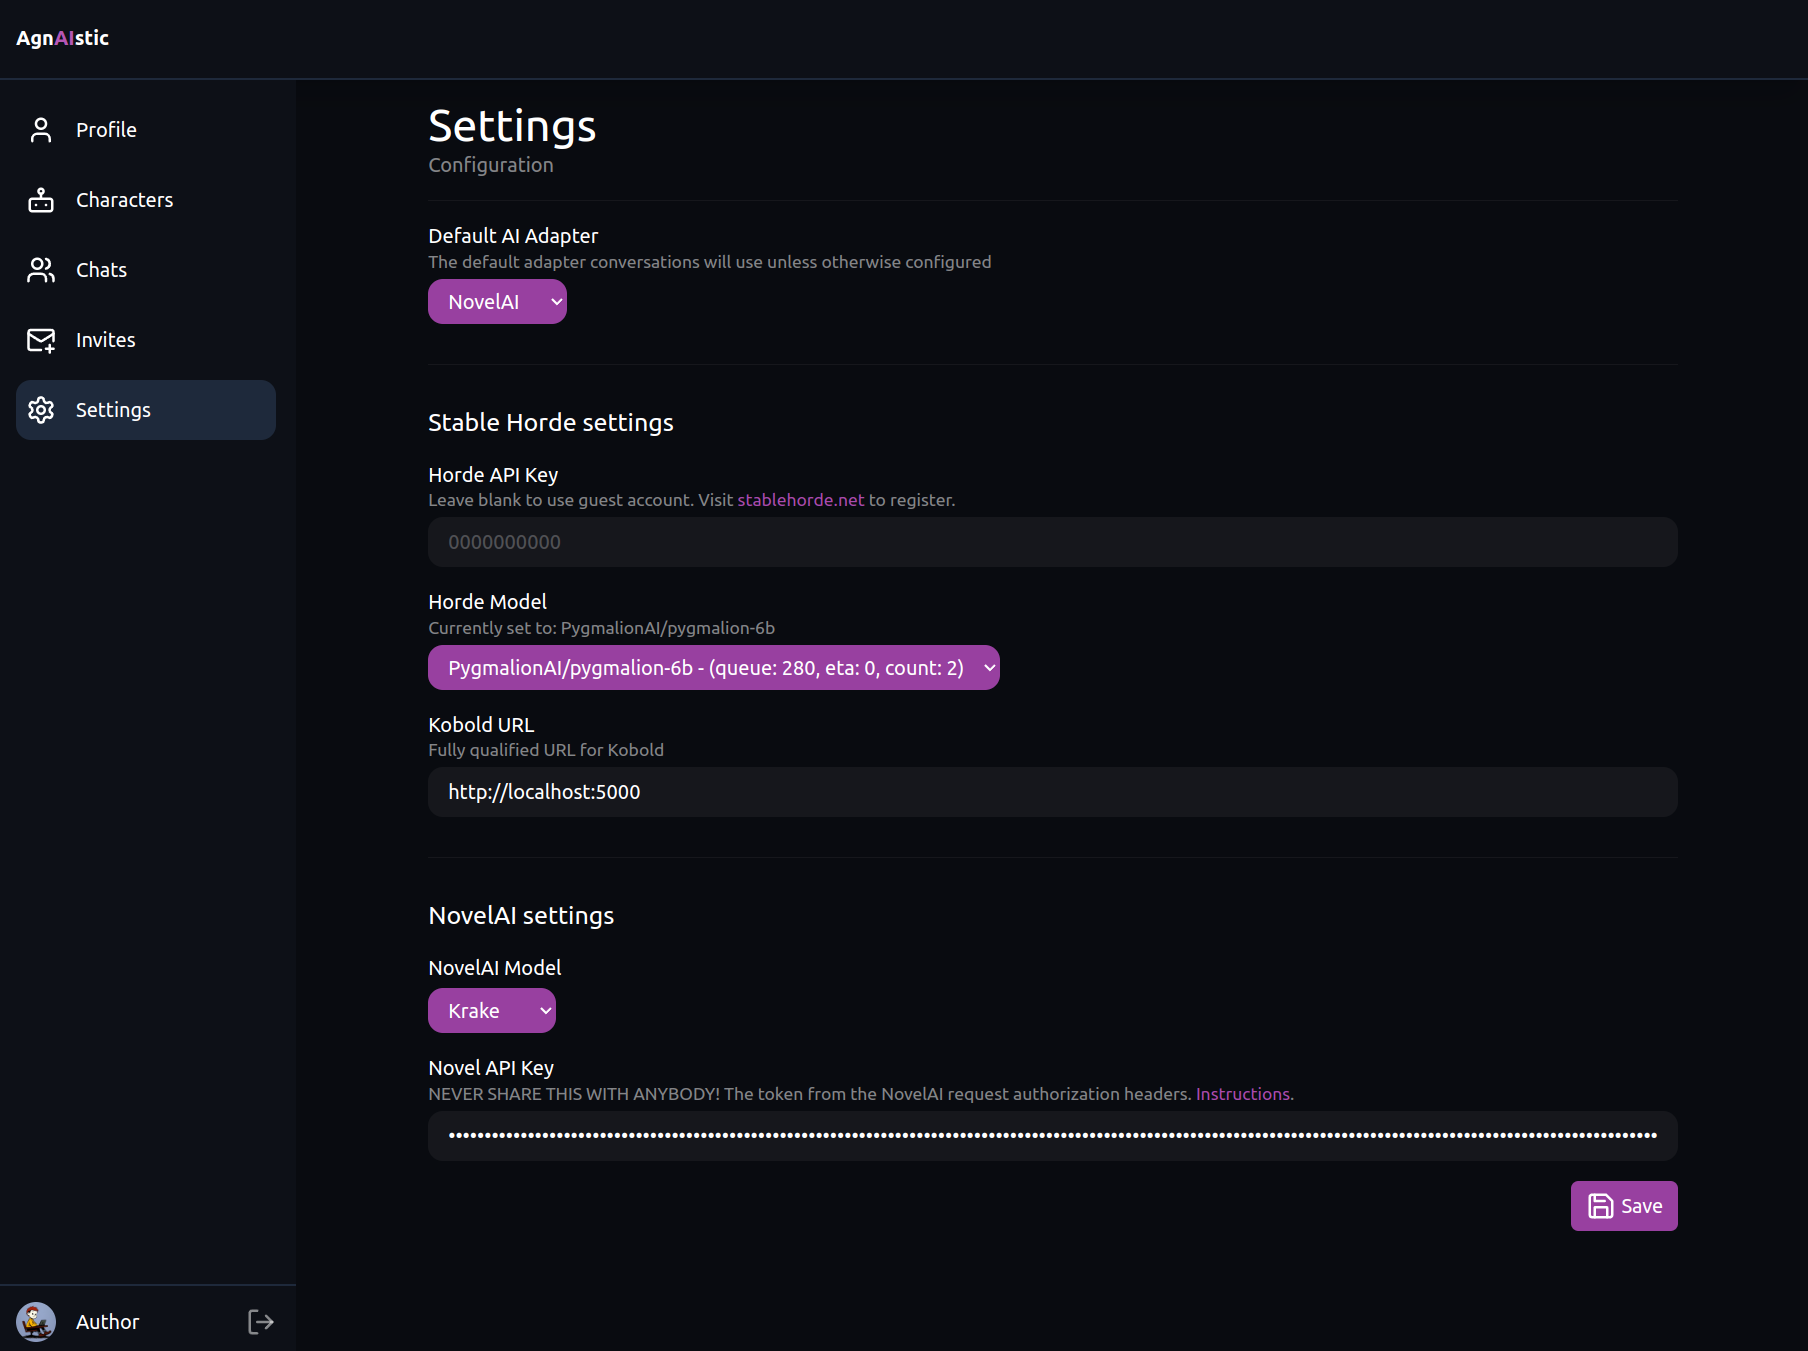 AgnAIstic
Profile
Characters
Chats
Invites
Settings
Author
Settings
Configuration
Default AI Adapter
The default adapter conversations will use unless otherwise configured
NovelAI
Stable Horde settings
Horde API Key
Leave blank to use guest account. Visit stablehorde.net to register.
0000000000
Horde Model
Currently set to: PygmalionAI/pygmalion-6b
PygmalionAI/pygmalion-6b - (queue: 280, eta: 0, count: 2)
Kobold URL
Fully qualified URL for Kobold
http://localhost:5000
NovelAI settings
NovelAI Model
Krake
Novel API Key
NEVER SHARE THIS WITH ANYBODY! The token from the NovelAI request authorization headers. Instructions.
Save